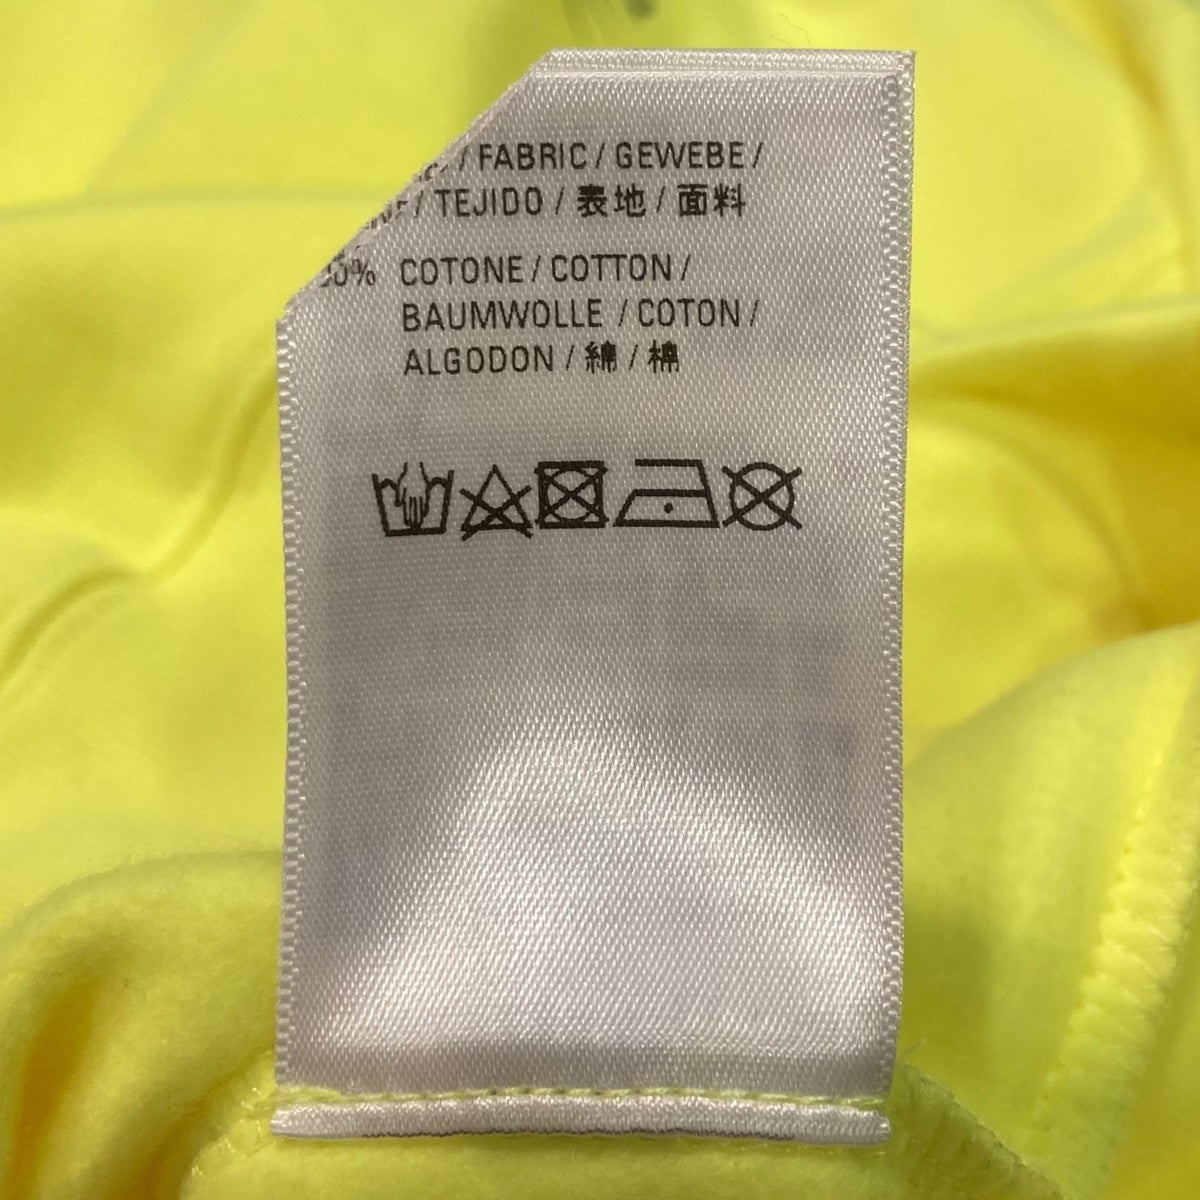 / FABRIC / GEWEBE /
/ TEJIDO / 表地 / 面料
COTONE / COTTON /
BAUMWOLLE / COTON /
ALGODON / 綿 / 棉